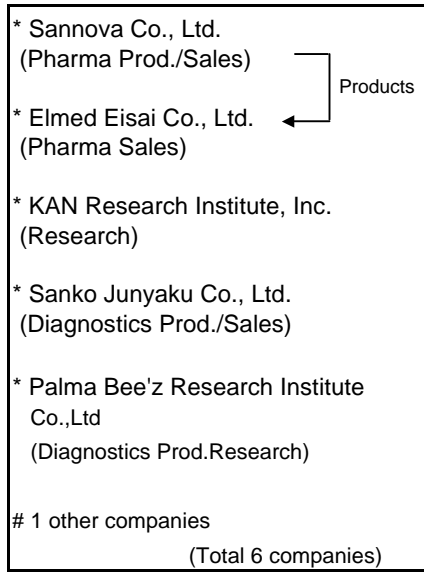 * Sannova Co., Ltd.
(Pharma Prod./Sales)
Products
* Elmed Eisai Co., Ltd.
(Pharma Sales)
* KAN Research Institute, Inc.
(Research)
* Sanko Junyaku Co., Ltd.
(Diagnostics Prod./Sales)
* Palma Bee'z Research Institute
Co.,Ltd
(Diagnostics Prod.Research)
# 1 other companies
(Total 6 companies)